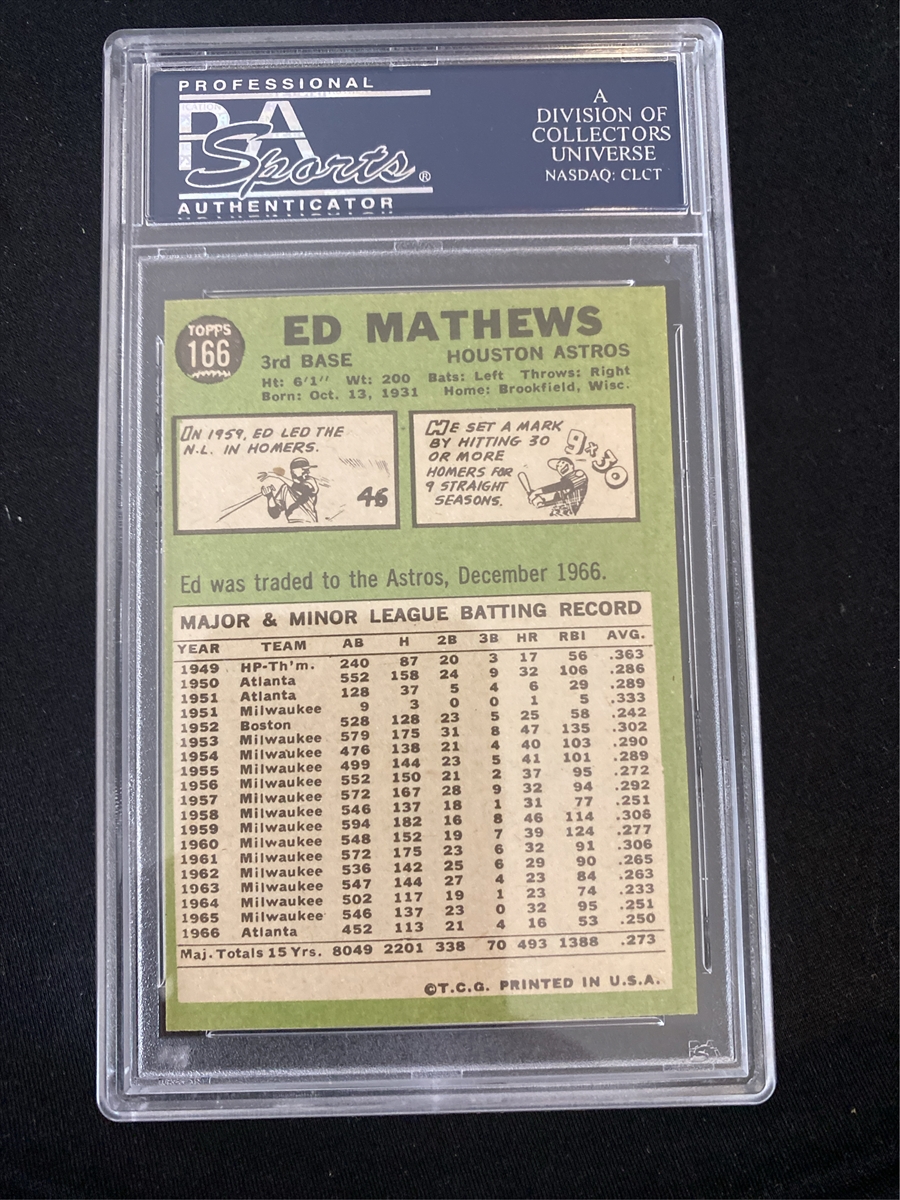 PROFESSIONAL
PSA
Sports®
AUTHENTICATOR
A
DIVISION OF
COLLECTORS
UNIVERSE
NASDAQ: CLCT
TOPPS
166
ED MATHEWS
3rd BASE HOUSTON ASTROS
Ht: 6'1" Wt: 200 Bats: Left Throws: Right
Born: Oct. 13, 1931 Home: Brookfield, Wisc.
IN 1959, ED LED THE
N.L. IN HOMERS.
46
HE SET A MARK
BY HITTING 30
OR MORE
HOMERS FOR
9 STRAIGHT
SEASONS.
9x30
Ed was traded to the Astros, December 1966.
MAJOR & MINOR LEAGUE BATTING RECORD
YEAR TEAM AB H 2B 3B HR RBI AVG.
1949 HP-Th'm. 240 87 20 3 17 56 .363
1950 Atlanta 552 158 24 9 32 106 .286
1951 Atlanta 128 37 5 4 6 29 .289
1951 Milwaukee 9 3 0 0 1 5 .333
1952 Boston 528 128 23 5 25 58 .242
1953 Milwaukee 579 175 31 8 47 135 .302
1954 Milwaukee 476 138 21 4 40 103 .290
1955 Milwaukee 499 144 23 5 41 101 .289
1956 Milwaukee 552 150 21 2 37 95 .272
1957 Milwaukee 572 167 28 9 32 94 .292
1958 Milwaukee 546 137 18 1 31 77 .251
1959 Milwaukee 594 182 16 8 46 114 .306
1960 Milwaukee 548 152 19 7 39 124 .277
1961 Milwaukee 572 175 23 6 32 91 .306
1962 Milwaukee 536 142 25 6 29 90 .265
1963 Milwaukee 547 144 27 4 23 84 .263
1964 Milwaukee 502 117 19 1 23 74 .233
1965 Milwaukee 546 137 23 0 32 95 .251
1966 Atlanta 452 113 21 4 16 53 .250
Maj. Totals 15 Yrs. 8049 2201 338 70 493 1388 .273
©T.C.G. PRINTED IN U.S.A.